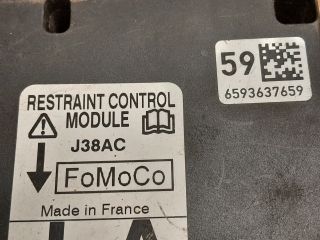 59
6593637659
RESTRAINT CONTROL
MODULE
J38AC
FoMoCo
Made in France